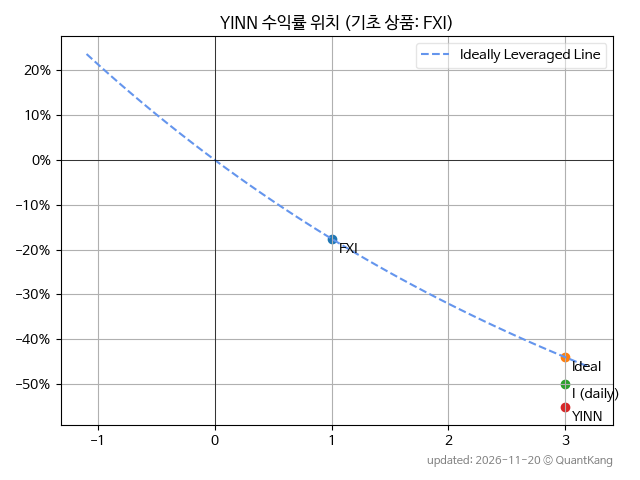 YINN 수익률 위치 (기초 상품: FXI)
Ideally Leveraged Line
20%
10%
0%
-10%
-20%
-30%
-40%
-50%
FXI
Ideal
I (daily)
YINN
-1
0
1
2
3
updated: 2026-11-20 © QuantKang